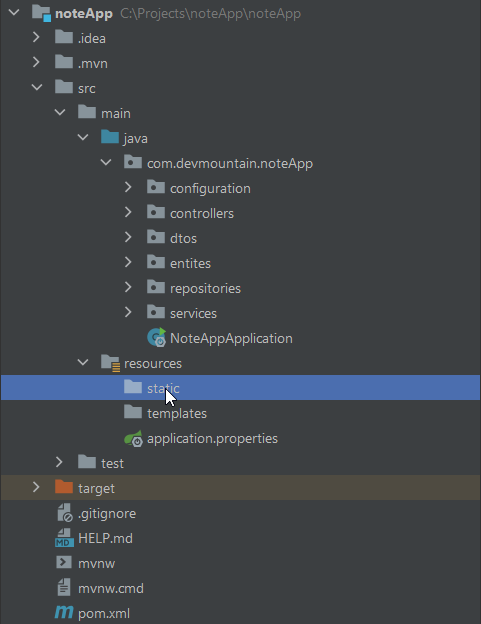 noteApp C:\Projects\noteApp\noteApp
.idea
.mvn
src
main
java
com.devmountain.noteApp
configuration
controllers
dtos
entites
repositories
services
NoteAppApplication
resources
static
templates
application.properties
test
target
.gitignore
MD HELP.md
mvnw
mvnw.cmd
m pom.xml